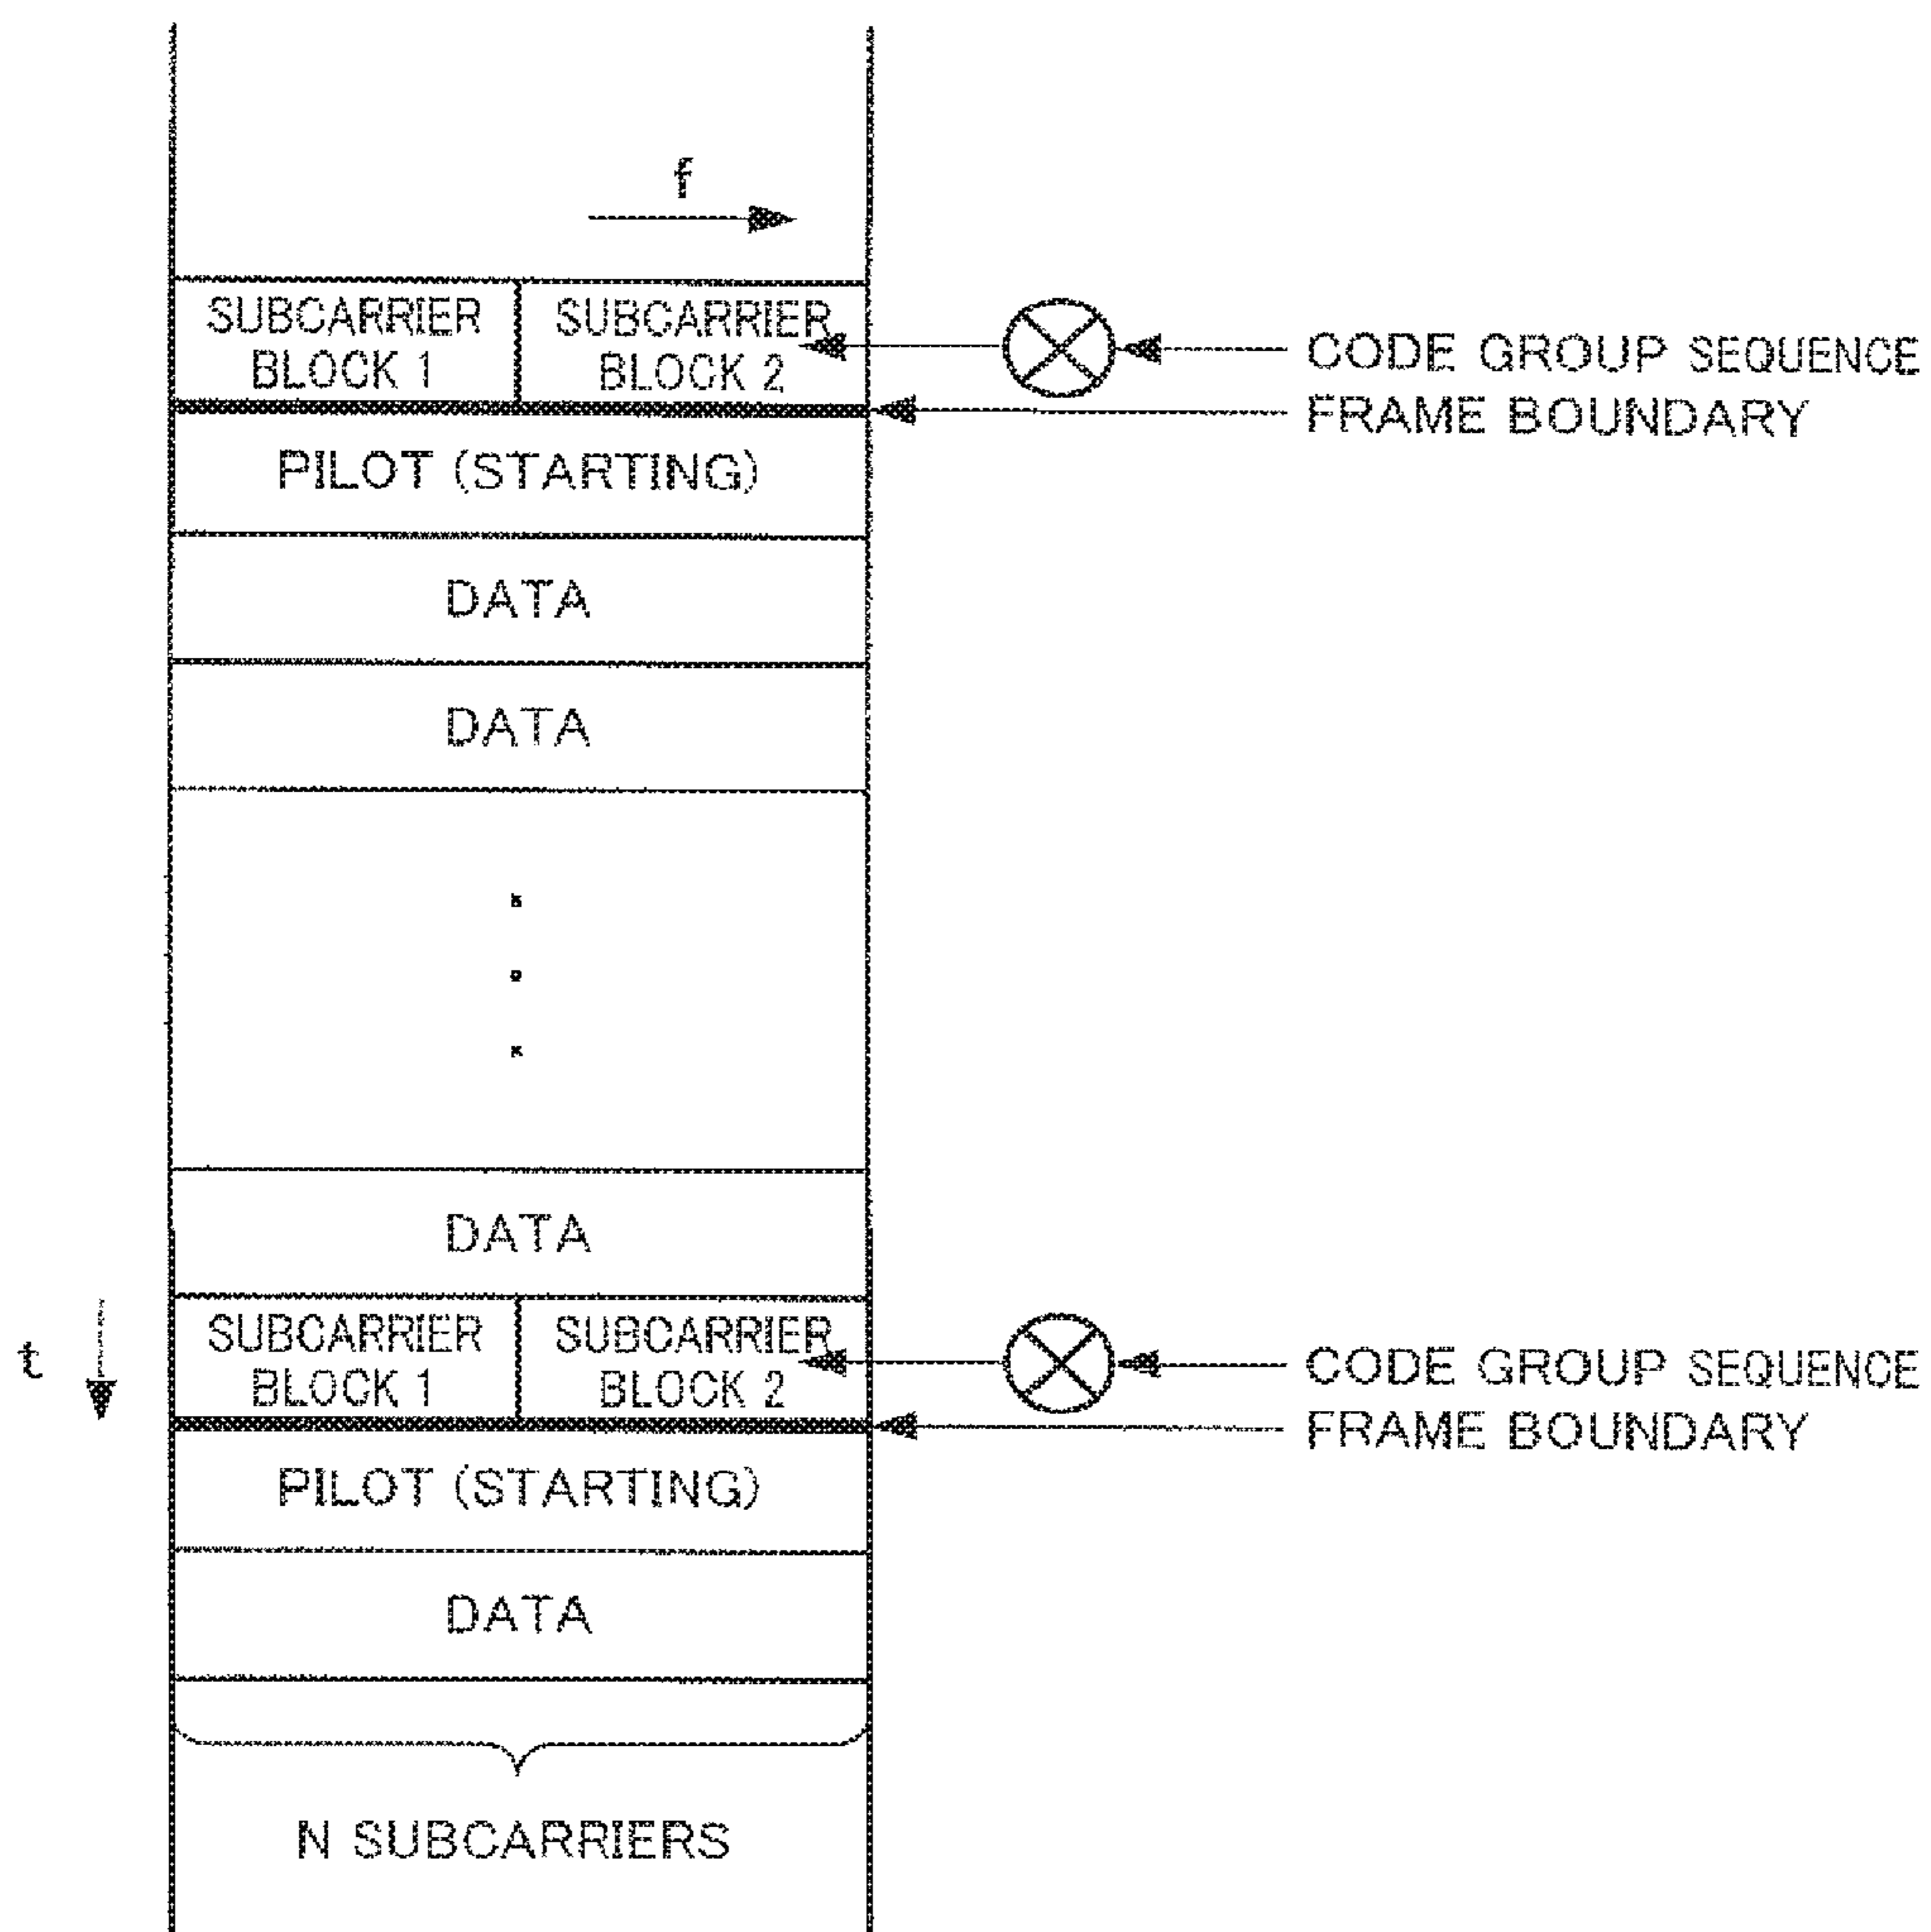 f
SUBCARRIER
BLOCK 1
SUBCARRIER
BLOCK 2
CODE GROUP SEQUENCE
FRAME BOUNDARY
PILOT (STARTING)
DATA
DATA
DATA
t
SUBCARRIER
BLOCK 1
SUBCARRIER
BLOCK 2
CODE GROUP SEQUENCE
FRAME BOUNDARY
PILOT (STARTING)
DATA
N SUBCARRIERS